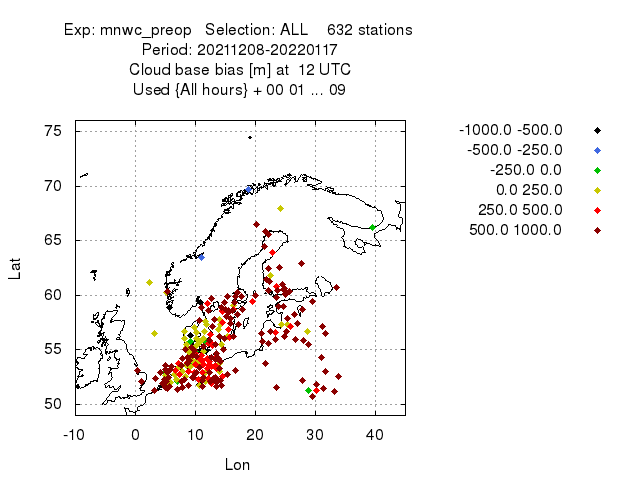 Exp: mnwc_preop   Selection: ALL    632 stations
Period: 20211208-20220117
Cloud base bias [m] at  12 UTC
Used {All hours} + 00 01 ... 09
-1000.0 -500.0
-500.0 -250.0
-250.0 0.0
0.0 250.0
250.0 500.0
500.0 1000.0
75
70
65
60
55
50
Lat
-10 0 10 20 30 40
Lon